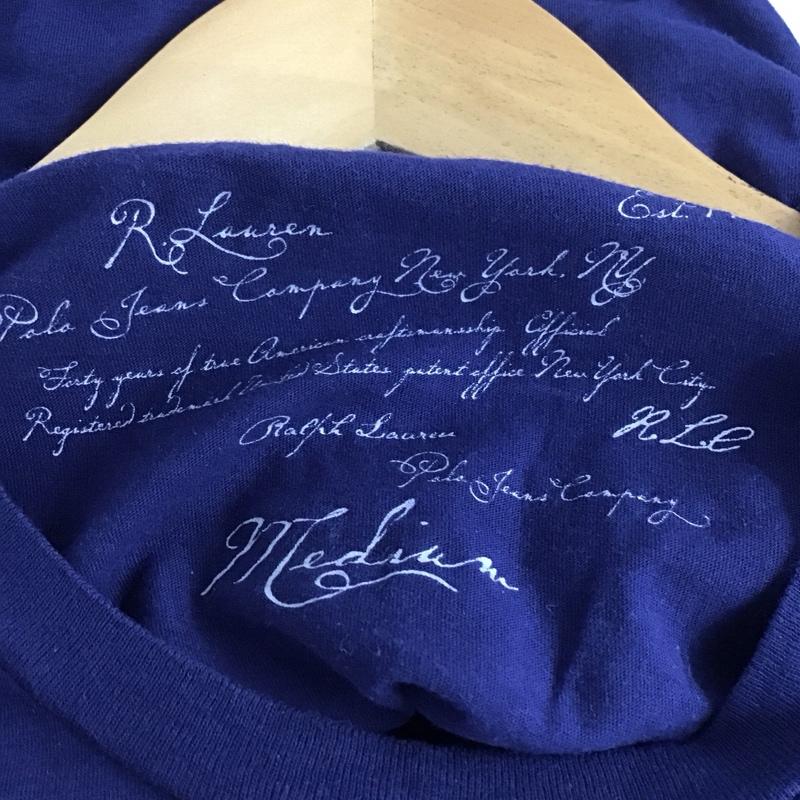 R. Lauren
Est.
Polo Jeans Company New York, NY
Forty years of true American craftsmanship Official
Registered trademark United States patent office New York City.
Ralph Lauren
RLC
Polo Jeans Company
Medium